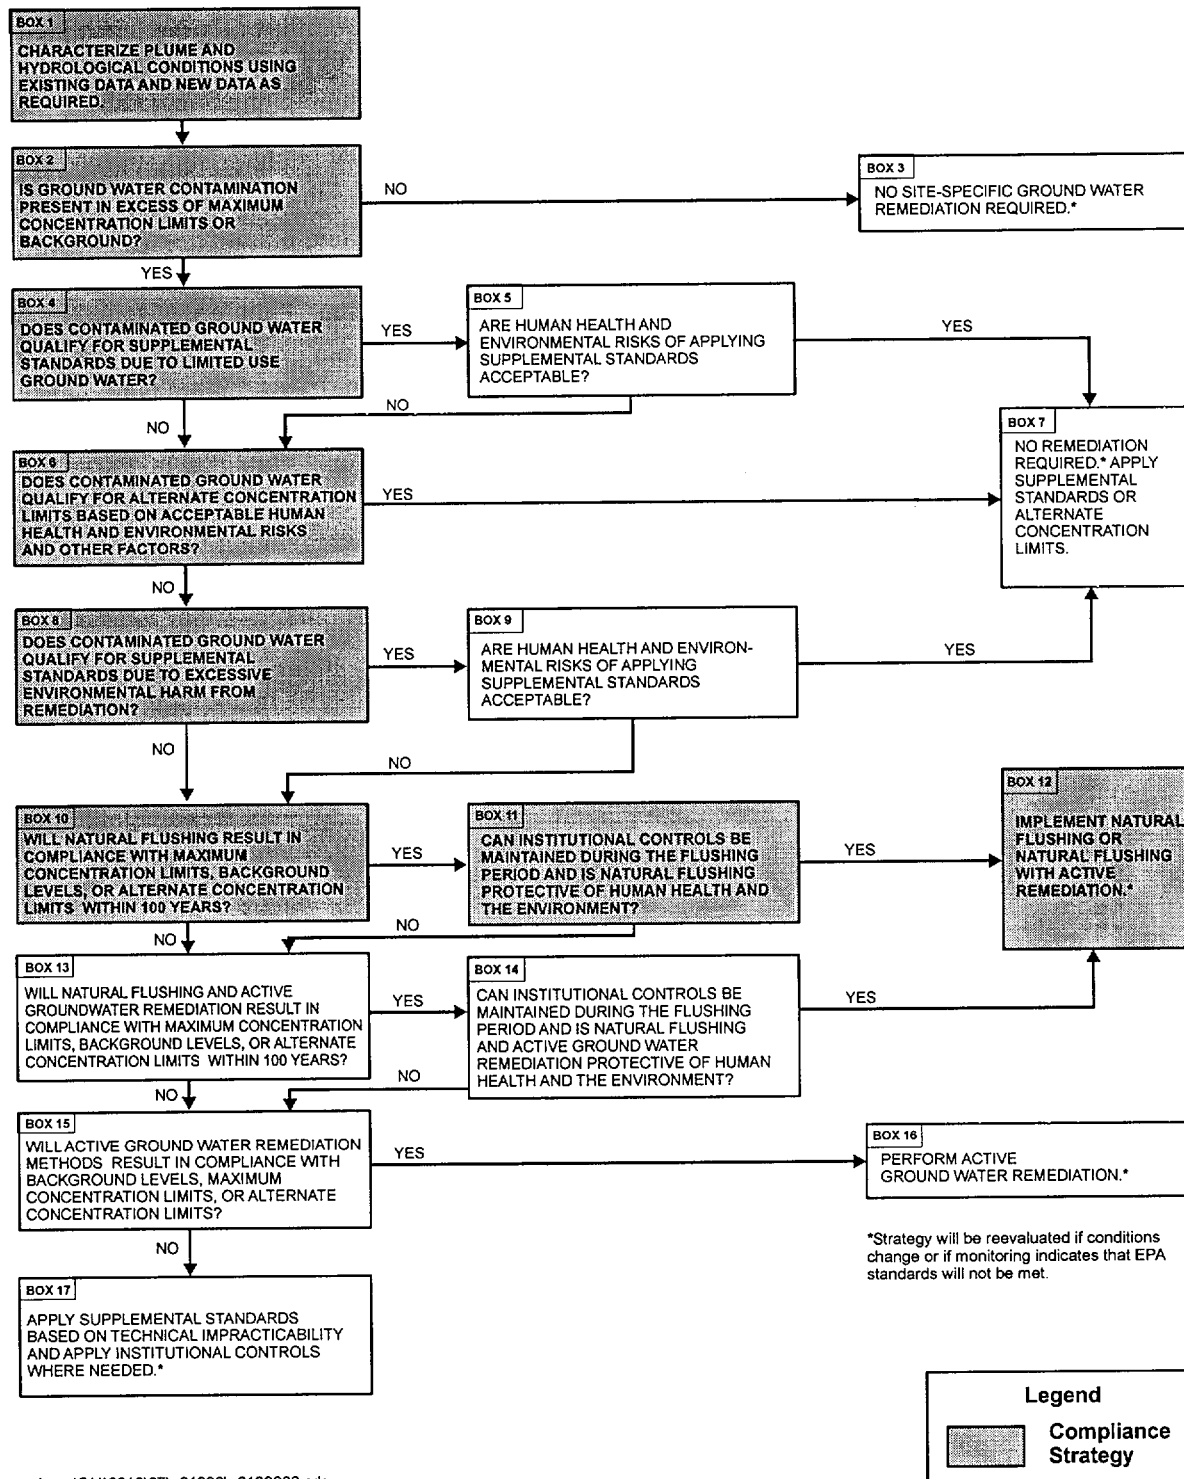 BOX 1
CHARACTERIZE PLUME AND
HYDROLOGICAL CONDITIONS USING
EXISTING DATA AND NEW DATA AS
REQUIRED.
BOX 2
IS GROUND WATER CONTAMINATION
PRESENT IN EXCESS OF MAXIMUM
CONCENTRATION LIMITS OR
BACKGROUND?
NO
BOX 3
NO SITE-SPECIFIC GROUND WATER
REMEDIATION REQUIRED.*
YES
BOX 4
DOES CONTAMINATED GROUND WATER
QUALIFY FOR SUPPLEMENTAL
STANDARDS DUE TO LIMITED USE
GROUND WATER?
YES
BOX 5
ARE HUMAN HEALTH AND
ENVIRONMENTAL RISKS OF APPLYING
SUPPLEMENTAL STANDARDS
ACCEPTABLE?
YES
NO
NO
BOX 6
DOES CONTAMINATED GROUND WATER
QUALIFY FOR ALTERNATE CONCENTRATION
LIMITS BASED ON ACCEPTABLE HUMAN
HEALTH AND ENVIRONMENTAL RISKS
AND OTHER FACTORS?
YES
BOX 7
NO REMEDIATION
REQUIRED.* APPLY
SUPPLEMENTAL
STANDARDS OR
ALTERNATE
CONCENTRATION
LIMITS.
NO
BOX 8
DOES CONTAMINATED GROUND WATER
QUALIFY FOR SUPPLEMENTAL
STANDARDS DUE TO EXCESSIVE
ENVIRONMENTAL HARM FROM
REMEDIATION?
YES
BOX 9
ARE HUMAN HEALTH AND ENVIRON-
MENTAL RISKS OF APPLYING
SUPPLEMENTAL STANDARDS
ACCEPTABLE?
YES
NO
NO
BOX 10
WILL NATURAL FLUSHING RESULT IN
COMPLIANCE WITH MAXIMUM
CONCENTRATION LIMITS, BACKGROUND
LEVELS, OR ALTERNATE CONCENTRATION
LIMITS WITHIN 100 YEARS?
YES
BOX 11
CAN INSTITUTIONAL CONTROLS BE
MAINTAINED DURING THE FLUSHING
PERIOD AND IS NATURAL FLUSHING
PROTECTIVE OF HUMAN HEALTH AND
THE ENVIRONMENT?
YES
BOX 12
IMPLEMENT NATURAL
FLUSHING OR
NATURAL FLUSHING
WITH ACTIVE
REMEDIATION.*
NO
NO
BOX 13
WILL NATURAL FLUSHING AND ACTIVE
GROUNDWATER REMEDIATION RESULT IN
COMPLIANCE WITH MAXIMUM CONCENTRATION
LIMITS, BACKGROUND LEVELS, OR ALTERNATE
CONCENTRATION LIMITS WITHIN 100 YEARS?
YES
BOX 14
CAN INSTITUTIONAL CONTROLS BE
MAINTAINED DURING THE FLUSHING
PERIOD AND IS NATURAL FLUSHING
AND ACTIVE GROUND WATER
REMEDIATION PROTECTIVE OF HUMAN
HEALTH AND THE ENVIRONMENT?
YES
NO
NO
BOX 15
WILL ACTIVE GROUND WATER REMEDIATION
METHODS RESULT IN COMPLIANCE WITH
BACKGROUND LEVELS, MAXIMUM
CONCENTRATION LIMITS, OR ALTERNATE
CONCENTRATION LIMITS?
YES
BOX 16
PERFORM ACTIVE
GROUND WATER REMEDIATION.*
NO
*Strategy will be reevaluated if conditions
change or if monitoring indicates that EPA
standards will not be met.
BOX 17
APPLY SUPPLEMENTAL STANDARDS
BASED ON TECHNICAL IMPRACTICABILITY
AND APPLY INSTITUTIONAL CONTROLS
WHERE NEEDED.*
Legend
Compliance
Strategy